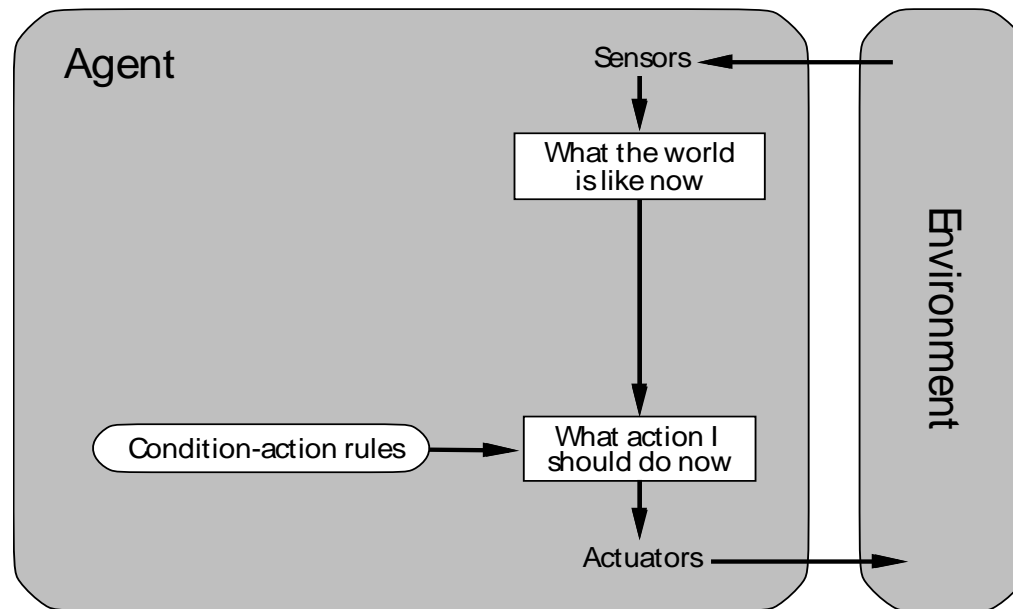 Agent
Sensors
What the world
is like now
Environment
Condition-action rules
What action I
should do now
Actuators